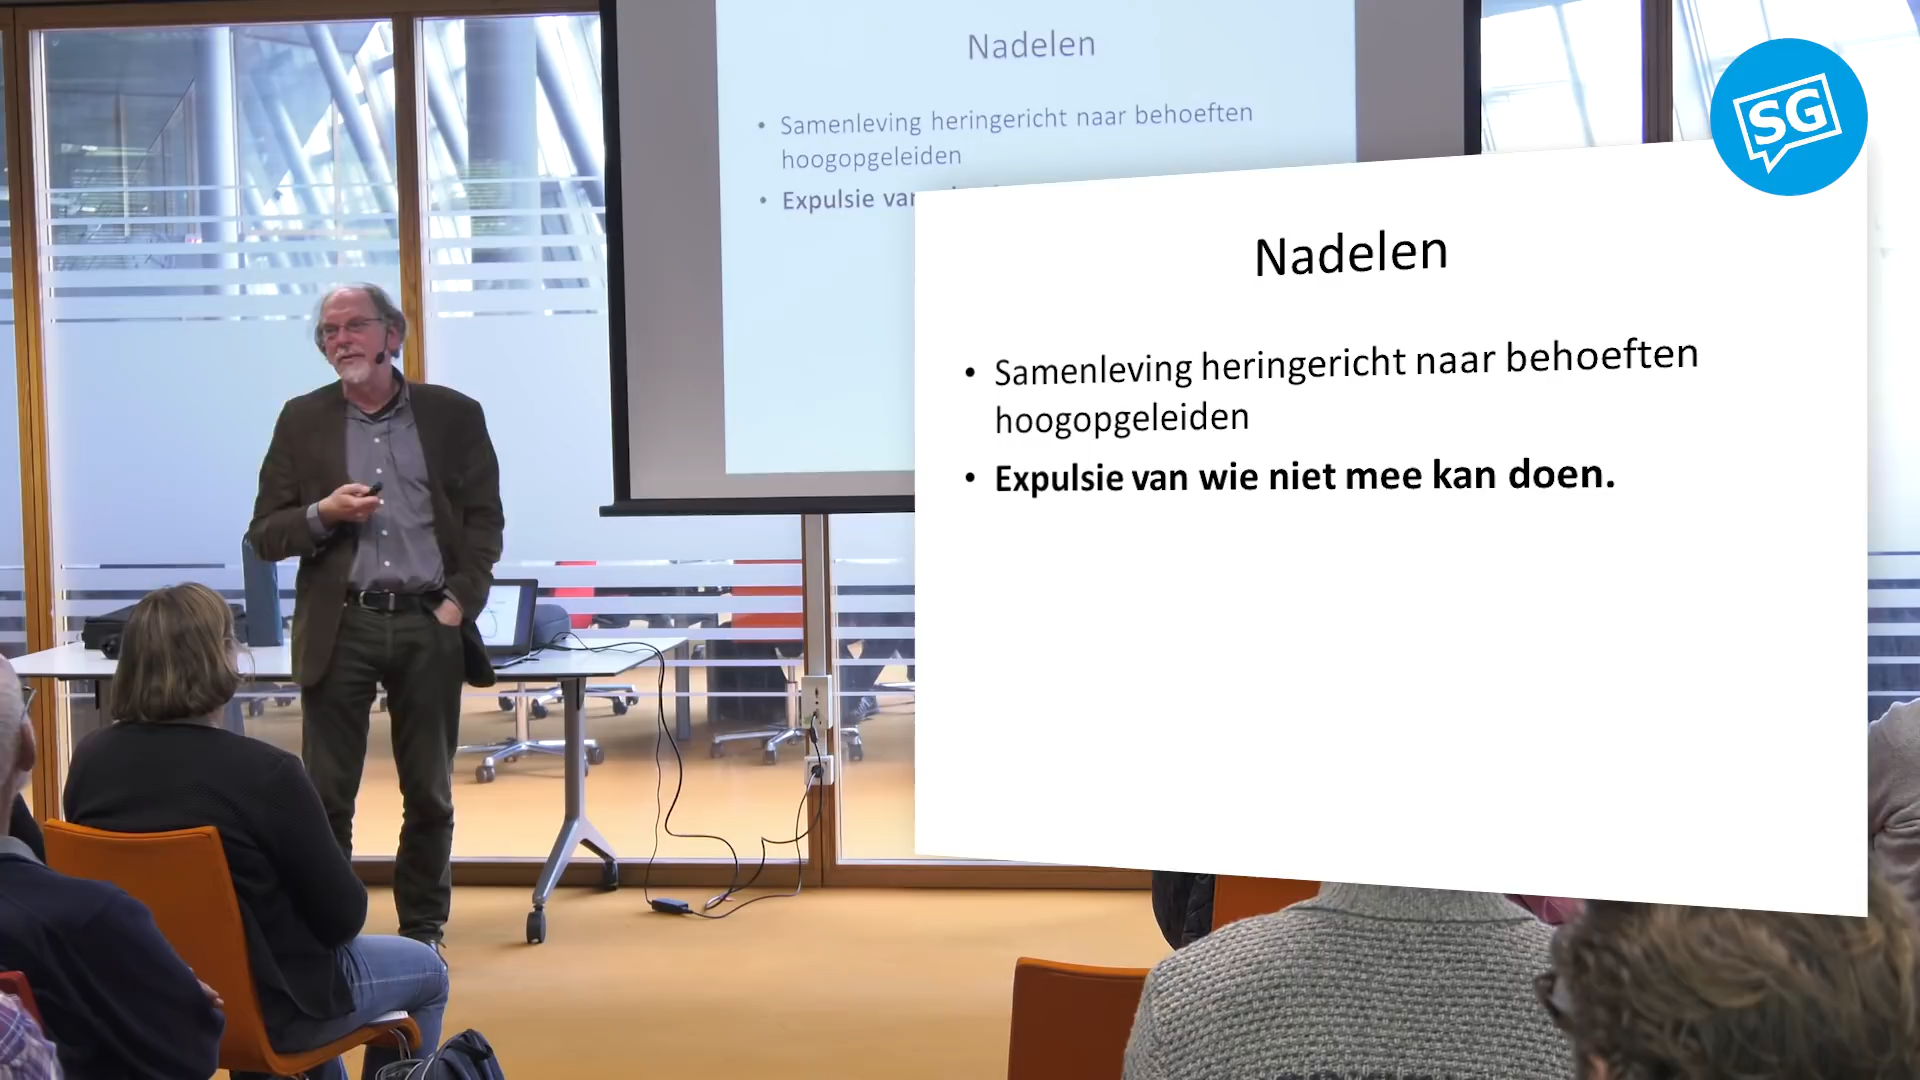 Nadelen
Samenleving heringericht naar behoeften
hoogopgeleiden
Expulsie van
SG
Nadelen
• Samenleving heringericht naar behoeften
hoogopgeleiden
• Expulsie van wie niet mee kan doen.